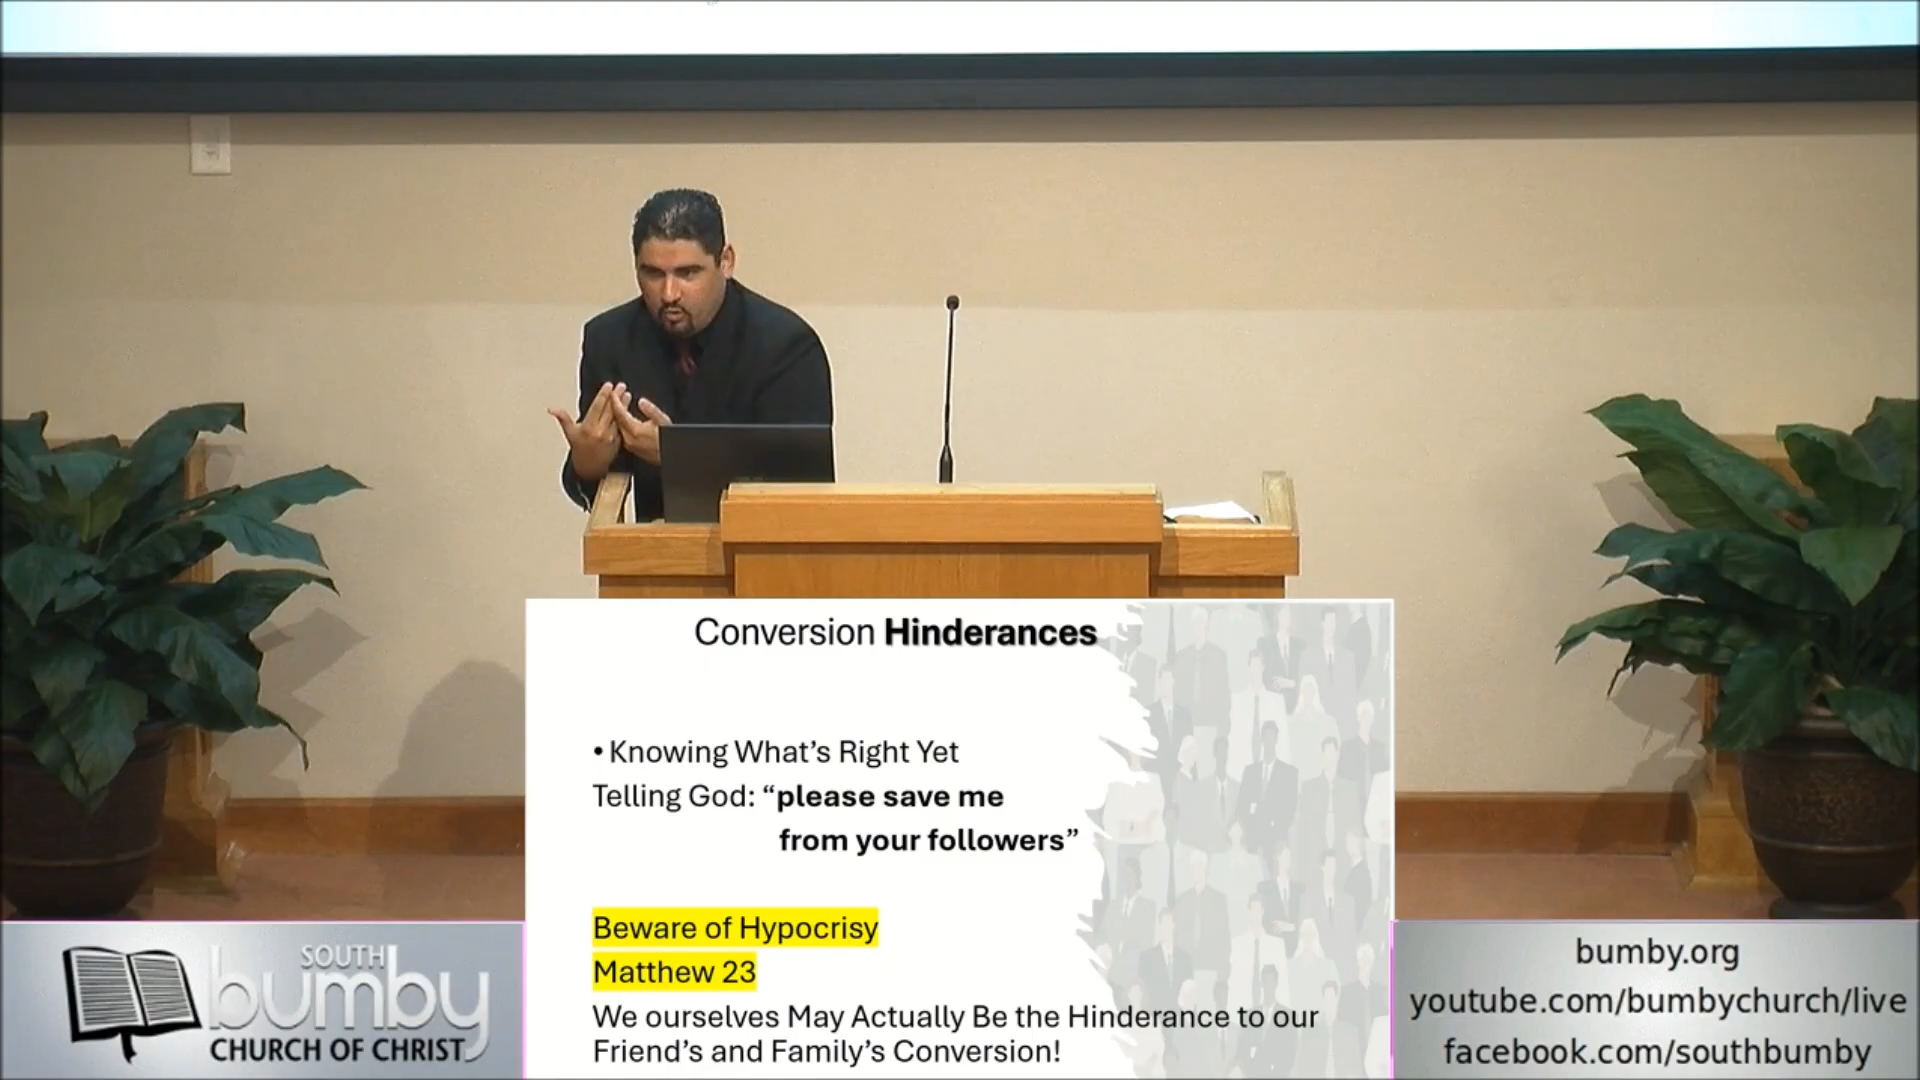 Conversion Hinderances
• Knowing What's Right Yet
Telling God: “please save me
from your followers”
Beware of Hypocrisy
Matthew 23
We ourselves May Actually Be the Hinderance to our
Friend's and Family's Conversion!
SOUTH
bumby
CHURCH OF CHRIST
bumby.org
youtube.com/bumbychurch/live
facebook.com/southbumby